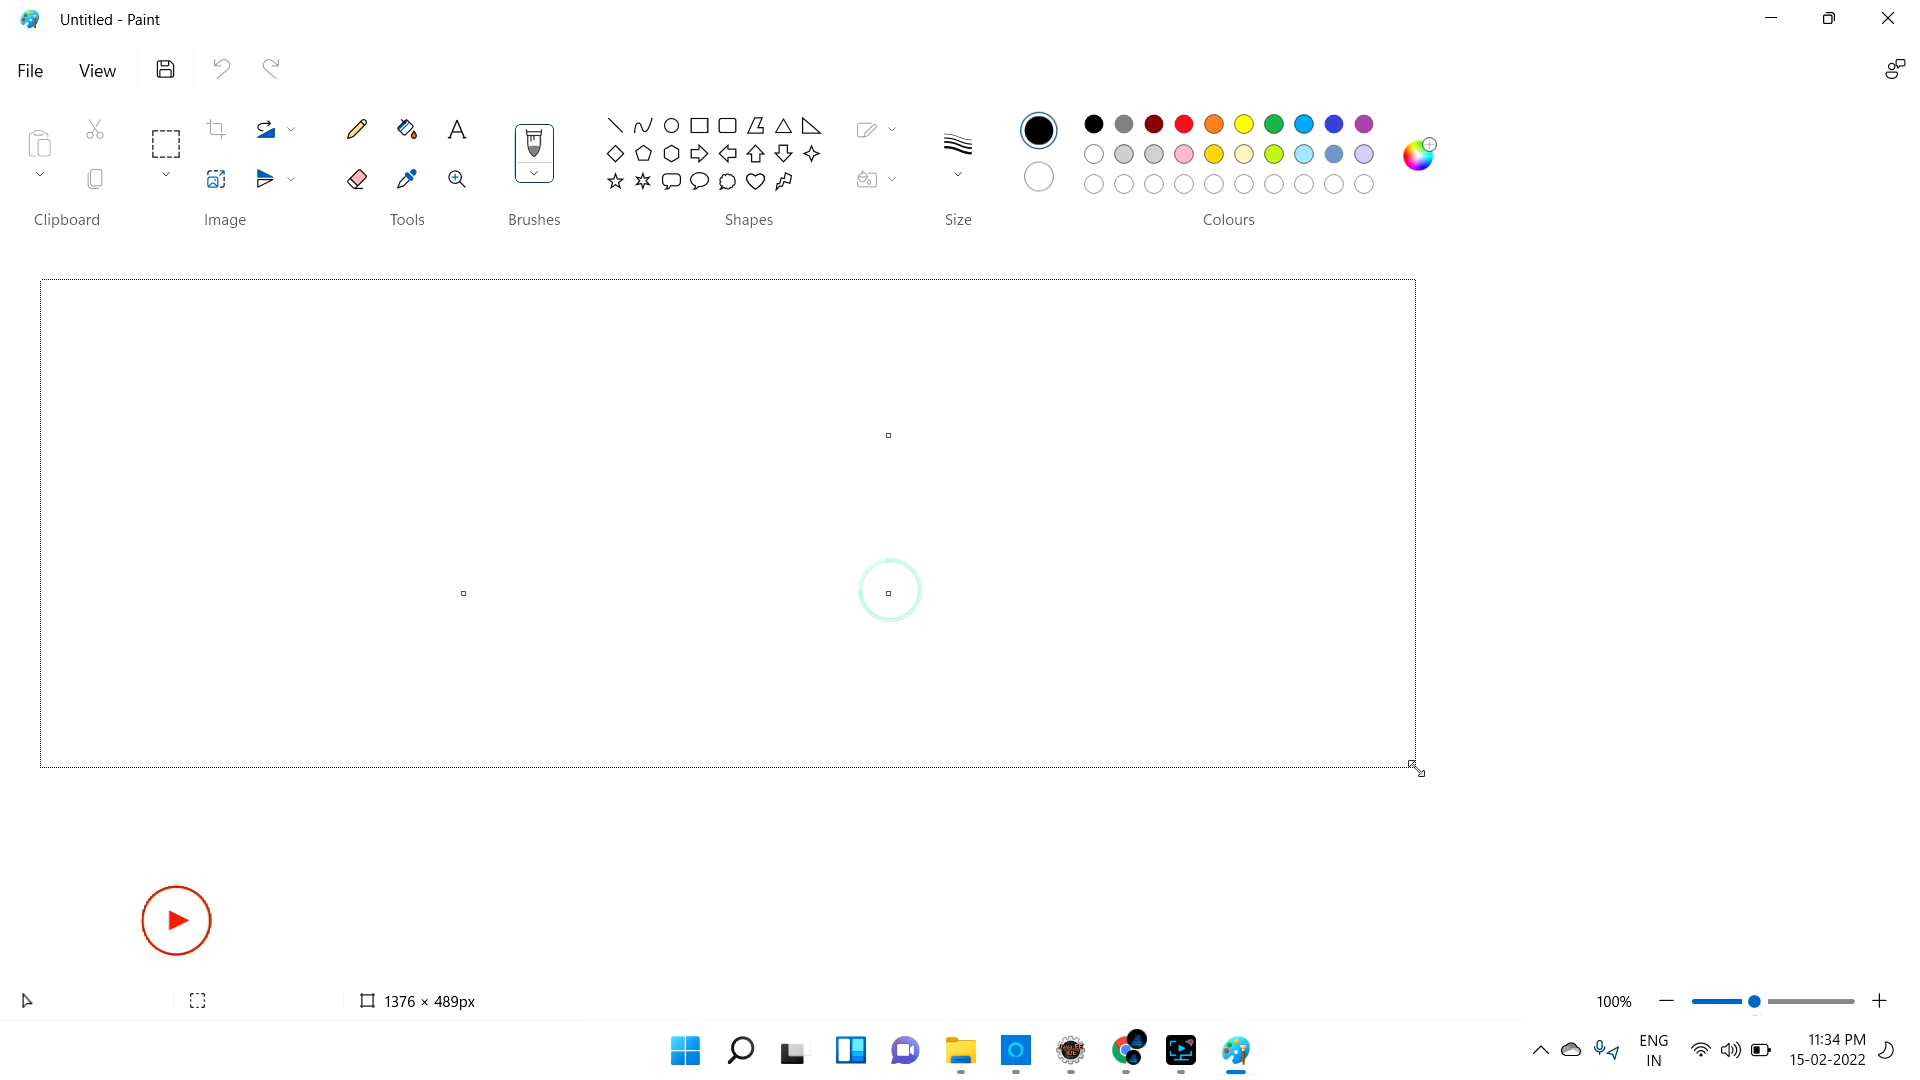 Untitled - Paint
File View
Clipboard Image Tools Brushes Shapes Size Colours
1376 × 489px
100%
ENG
IN
11:34 PM
15-02-2022